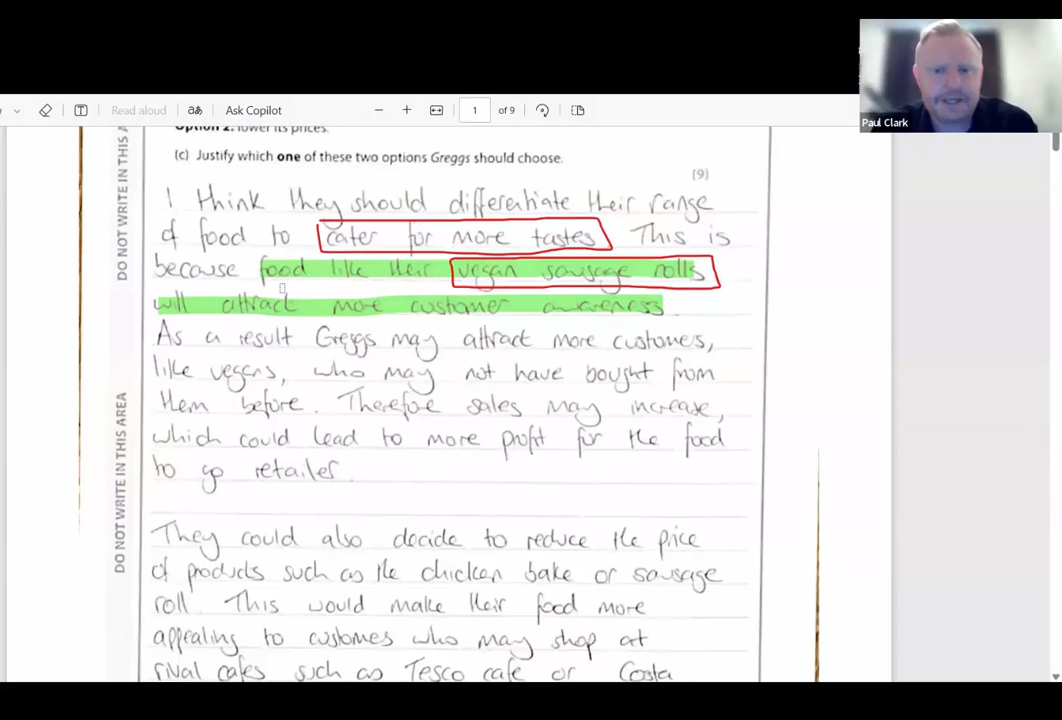 Read aloud
Ask Copilot
1 of 9
Paul Clark
Option 2: lower its prices.
(c) Justify which one of these two options Greggs should choose.
(9)
I think they should differentiate their range
of food to cater for more tastes. This is
because food like their vegan sausage rolls
will attract more customer awareness.
As a result Greggs may attract more customers,
like vegans, who may not have bought from
them before. Therefore sales may increase,
which could lead to more profit for the food
to go retailer.
They could also decide to reduce the price
of products such as the chicken bake or sausage
roll. This would make their food more
appealing to customers who may shop at
rival cafes such as Tesco cafe or Costa
DO NOT WRITE IN THIS A
DO NOT WRITE IN THIS AREA